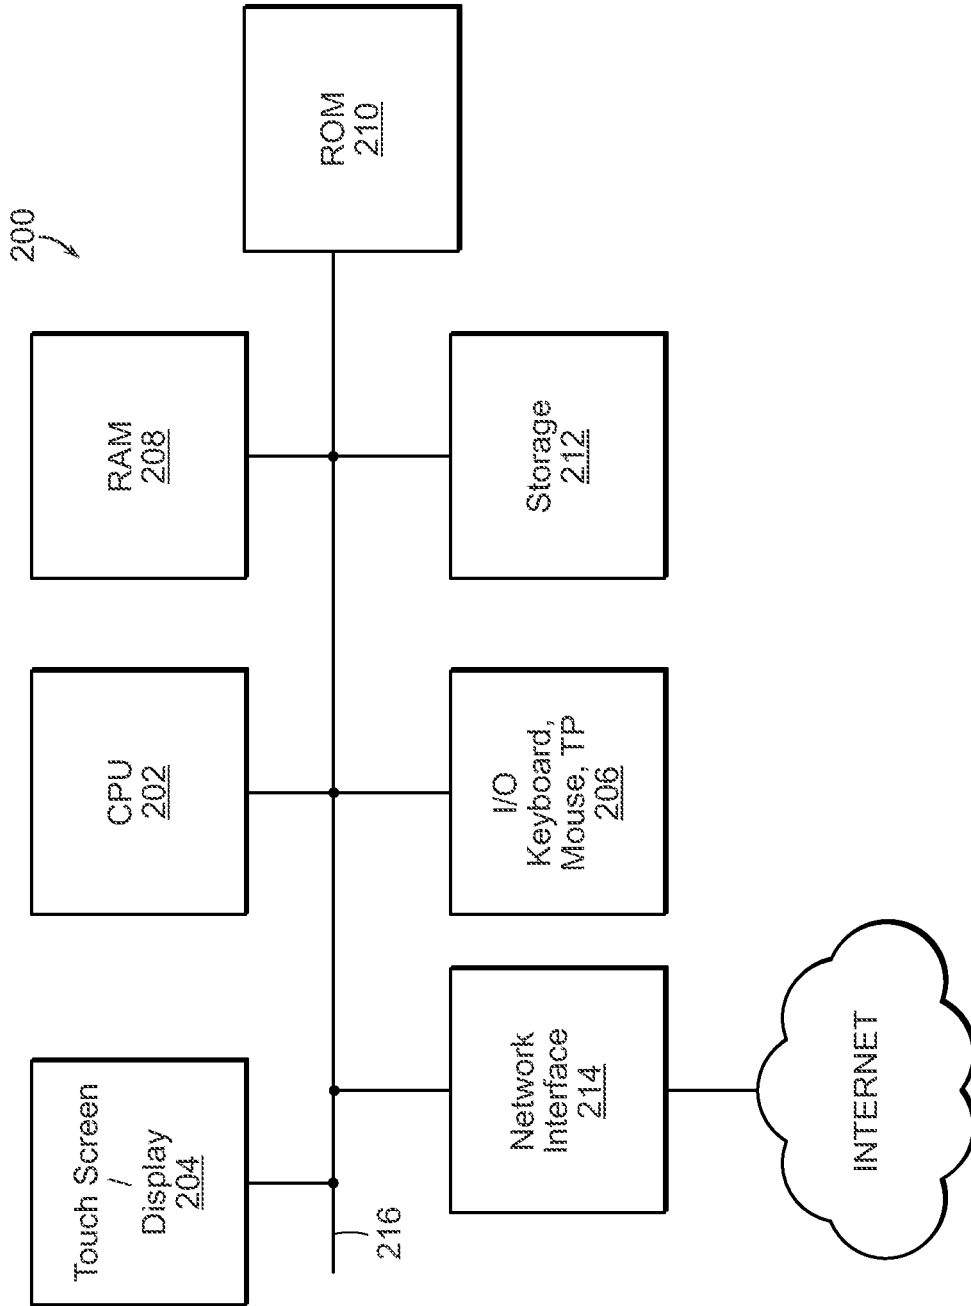 200
Touch Screen
/
Display
204
CPU
202
RAM
208
ROM
210
216
Network
Interface
214
I/O
Keyboard,
Mouse, TP
206
Storage
212
INTERNET